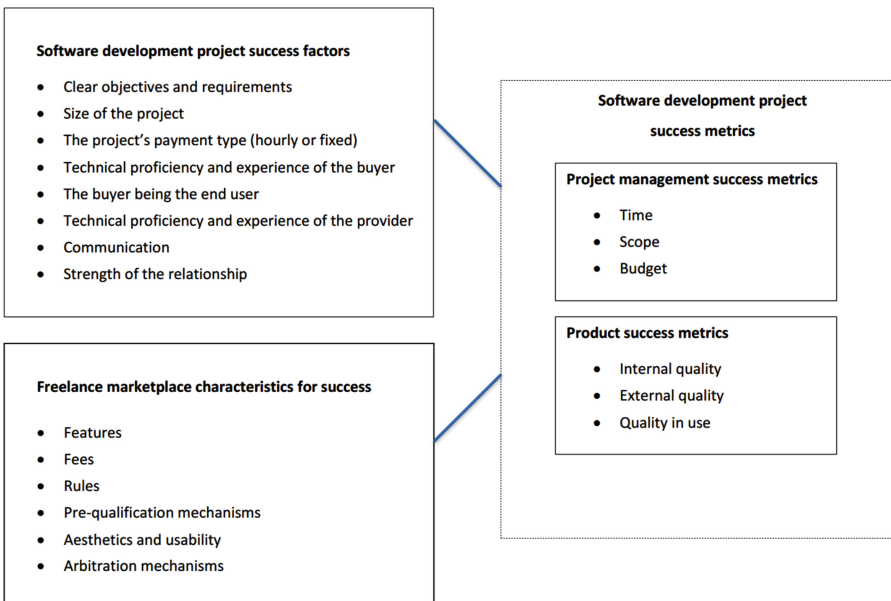 Software development project success factors
• Clear objectives and requirements
• Size of the project
• The project's payment type (hourly or fixed)
• Technical proficiency and experience of the buyer
• The buyer being the end user
• Technical proficiency and experience of the provider
• Communication
• Strength of the relationship
Freelance marketplace characteristics for success
• Features
• Fees
• Rules
• Pre-qualification mechanisms
• Aesthetics and usability
• Arbitration mechanisms
Software development project
success metrics
Project management success metrics
• Time
• Scope
• Budget
Product success metrics
• Internal quality
• External quality
• Quality in use